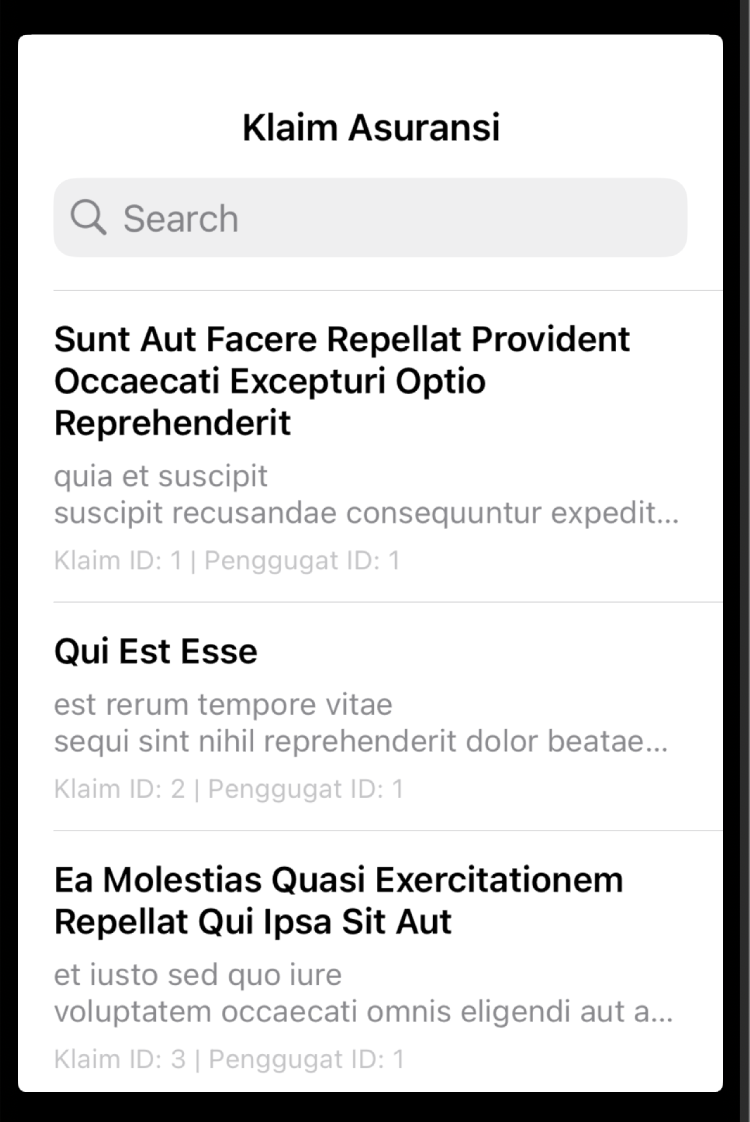 Klaim Asuransi
Search
Sunt Aut Facere Repellat Provident
Occaecati Excepturi Optio
Reprehenderit
quia et suscipit
suscipit recusandae consequuntur expedit...
Klaim ID: 1 | Penggugat ID: 1
Qui Est Esse
est rerum tempore vitae
sequi sint nihil reprehenderit dolor beatae...
Klaim ID: 2 | Penggugat ID: 1
Ea Molestias Quasi Exercitationem
Repellat Qui Ipsa Sit Aut
et iusto sed quo iure
voluptatem occaecati omnis eligendi aut a...
Klaim ID: 3 | Penggugat ID: 1